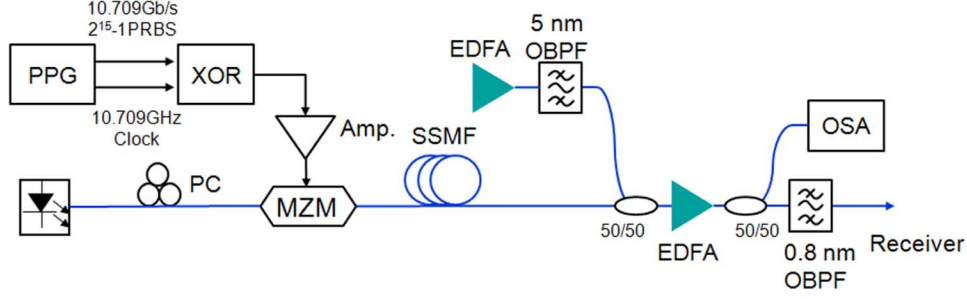 10.709Gb/s
2¹⁵-1PRBS
PPG
XOR
10.709GHz
Clock
Amp.
PC
MZM
SSMF
EDFA
5 nm
OBPF
50/50
EDFA
50/50
OSA
0.8 nm
OBPF
Receiver